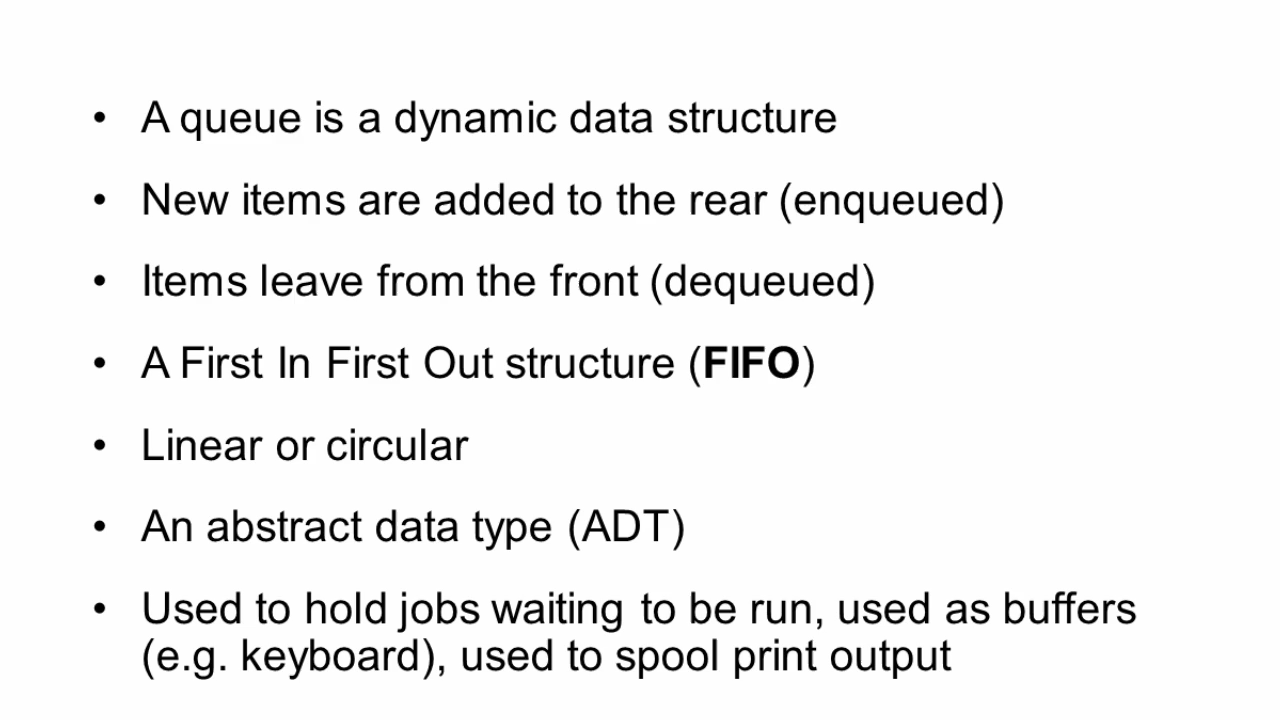 • A queue is a dynamic data structure
• New items are added to the rear (enqueued)
• Items leave from the front (dequeued)
• A First In First Out structure (FIFO)
• Linear or circular
• An abstract data type (ADT)
• Used to hold jobs waiting to be run, used as buffers
(e.g. keyboard), used to spool print output